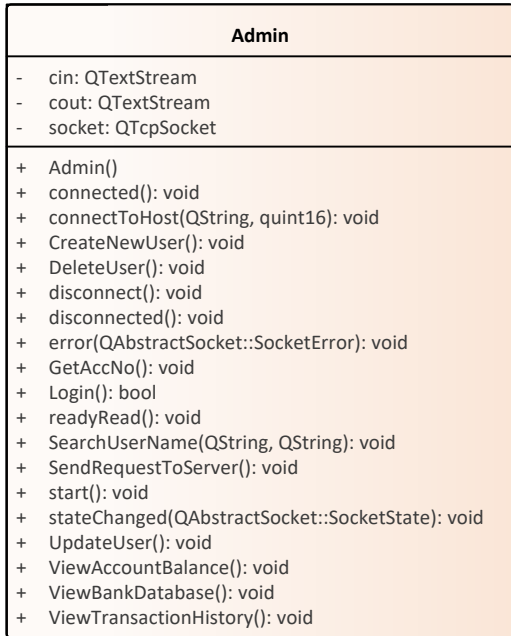 Admin
- cin: QTextStream
- cout: QTextStream
- socket: QTcpSocket
+ Admin()
+ connected(): void
+ connectToHost(QString, quint16): void
+ CreateNewUser(): void
+ DeleteUser(): void
+ disconnect(): void
+ disconnected(): void
+ error(QAbstractSocket::SocketError): void
+ GetAccNo(): void
+ Login(): bool
+ readyRead(): void
+ SearchUserName(QString, QString): void
+ SendRequestToServer(): void
+ start(): void
+ stateChanged(QAbstractSocket::SocketState): void
+ UpdateUser(): void
+ ViewAccountBalance(): void
+ ViewBankDatabase(): void
+ ViewTransactionHistory(): void